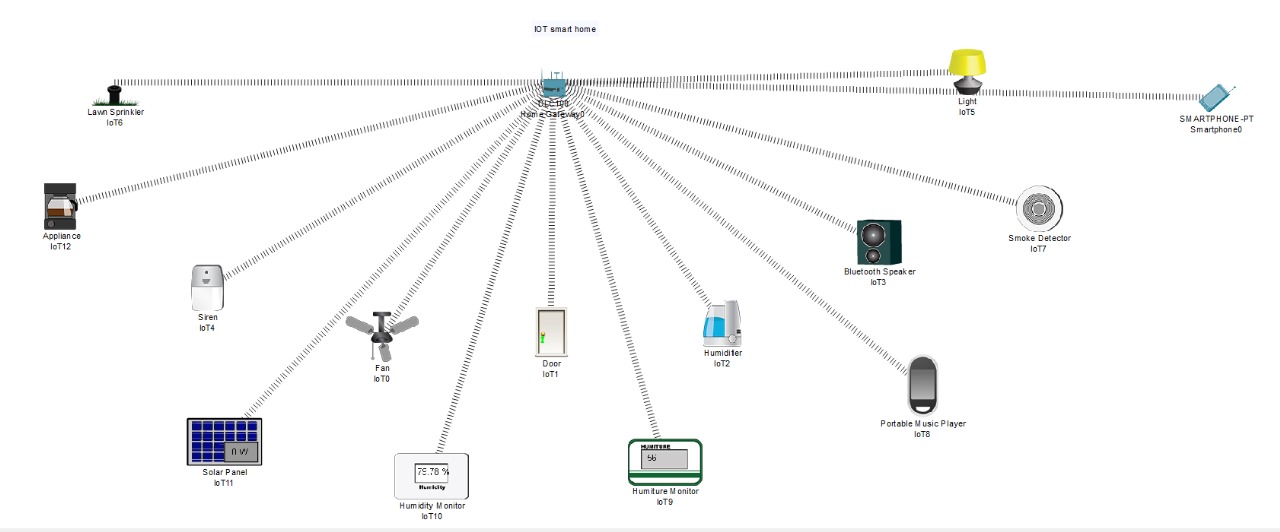 IOT smart home
DLC100
Home Gateway0
Light
IoT5
SMARTPHONE-PT
Smartphone0
Lawn Sprinkler
IoT6
Appliance
IoT12
Smoke Detector
IoT7
Bluetooth Speaker
IoT3
Siren
IoT4
Fan
IoT0
Door
IoT1
Humidifier
IoT2
Portable Music Player
IoT8
0 W
Solar Panel
IoT11
79.78 %
Humidity
Humidity Monitor
IoT10
HUMITURE
56
Humiture Monitor
IoT9